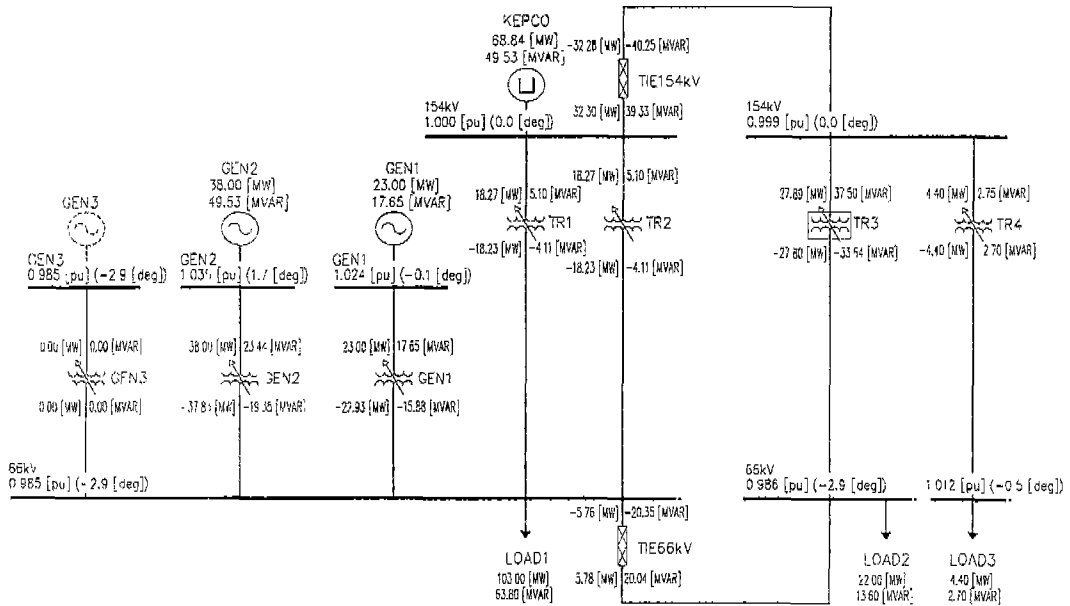 KEPCO
68.84 [MW]
49.53 [MVAR]
-32.28 [MW] -40.25 [MVAR]
TIE154kV
32.30 [MW] 39.33 [MVAR]
154kV
1.000 [pu] (0.0 [deg])
154kV
0.999 [pu] (0.0 [deg])
GEN3
GEN2
38.00 [MW]
49.53 [MVAR]
GEN1
23.00 [MW]
17.65 [MVAR]
18.27 [MW] 5.10 [MVAR]
TR1
-18.23 [MW] -4.11 [MVAR]
18.27 [MW] 5.10 [MVAR]
TR2
-18.23 [MW] -4.11 [MVAR]
27.89 [MW] 37.50 [MVAR]
TR3
-27.80 [MW] -33.54 [MVAR]
4.40 [MW] 2.75 [MVAR]
TR4
-4.40 [MW] 2.70 [MVAR]
GEN3
0.985 [pu] (-2.9 [deg])
GEN2
1.035 [pu] (1.7 [deg])
GEN1
1.024 [pu] (-0.1 [deg])
0.00 [MW] 0.00 [MVAR]
GEN3
0.00 [MW] 0.00 [MVAR]
38.00 [MW] 23.44 [MVAR]
GEN2
[MW] [MVAR]
23.00 [MW] 17.65 [MVAR]
GEN1
-22.93 [MW] -15.88 [MVAR]
66kV
0.985 [pu] (-2.9 [deg])
66kV
0.986 [pu] (-2.9 [deg])
1.012 [pu] (-0.5 [deg])
-5.76 [MW] -20.35 [MVAR]
TIE66kV
5.78 [MW] 20.04 [MVAR]
LOAD1
103.00 [MW]
63.80 [MVAR]
LOAD2
22.00 [MW]
13.60 [MVAR]
LOAD3
4.40 [MW]
2.70 [MVAR]